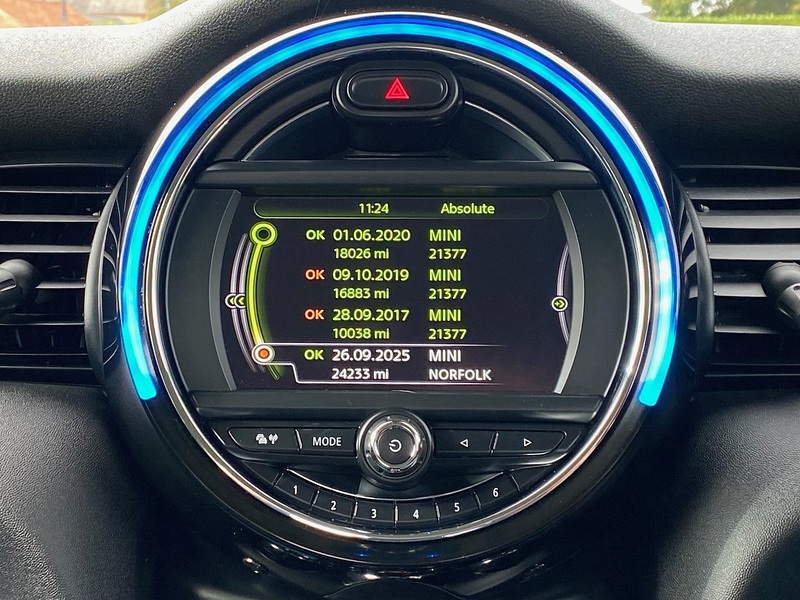 11:24 Absolute
OK 01.06.2020 MINI
18026 mi 21377
OK 09.10.2019 MINI
16883 mi 21377
OK 28.09.2017 MINI
10038 mi 21377
OK 26.09.2025 MINI
24233 mi NORFOLK
MODE
1 2 3 4 5 6